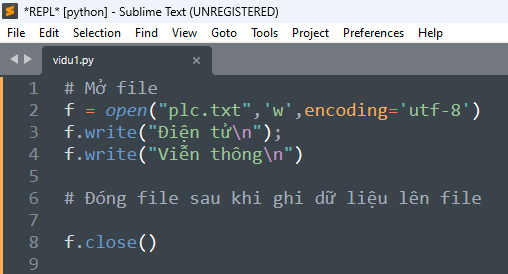 *REPL* [python] - Sublime Text (UNREGISTERED)
File Edit Selection Find View Goto Tools Project Preferences Help
vidu1.py ×
1 # Mở file
2 f = open("plc.txt",'w',encoding='utf-8')
3 f.write("Điện tử\n");
4 f.write("Viễn thông\n")
5
6 # Đóng file sau khi ghi dữ liệu lên file
7
8 f.close()
9